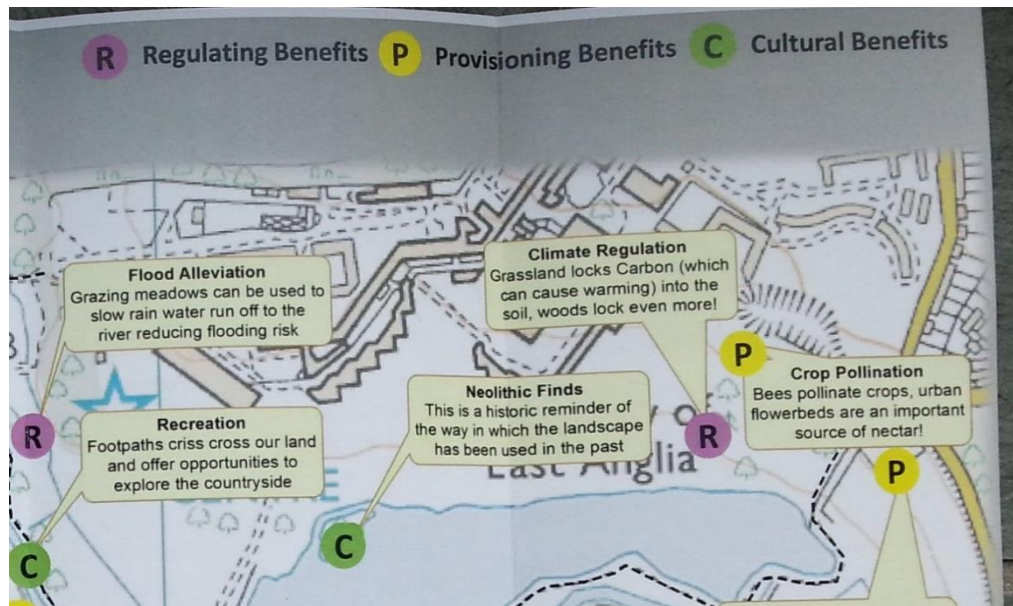 R Regulating Benefits P Provisioning Benefits C Cultural Benefits
Flood Alleviation
Grazing meadows can be used to
slow rain water run off to the
river reducing flooding risk
Climate Regulation
Grassland locks Carbon (which
can cause warming) into the
soil, woods lock even more!
P
Crop Pollination
Bees pollinate crops, urban
flowerbeds are an important
source of nectar!
Neolithic Finds
This is a historic reminder of
the way in which the landscape
has been used in the past
R
Recreation
Footpaths criss cross our land
and offer opportunities to
explore the countryside
R
of
East Anglia
P
C
C